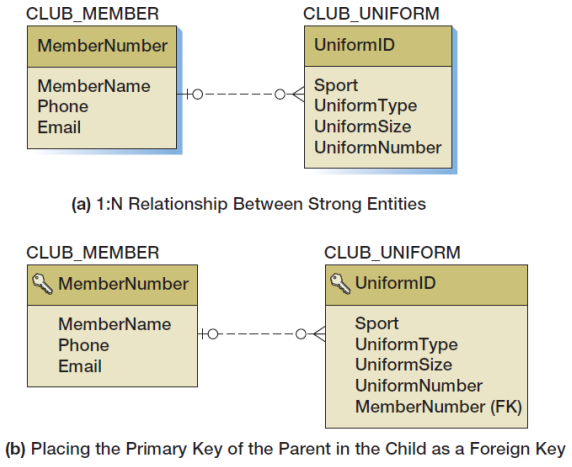 CLUB_MEMBER
MemberNumber
MemberName
Phone
Email
CLUB_UNIFORM
UniformID
Sport
UniformType
UniformSize
UniformNumber
(a) 1:N Relationship Between Strong Entities
CLUB_MEMBER
MemberNumber
MemberName
Phone
Email
CLUB_UNIFORM
UniformID
Sport
UniformType
UniformSize
UniformNumber
MemberNumber (FK)
(b) Placing the Primary Key of the Parent in the Child as a Foreign Key